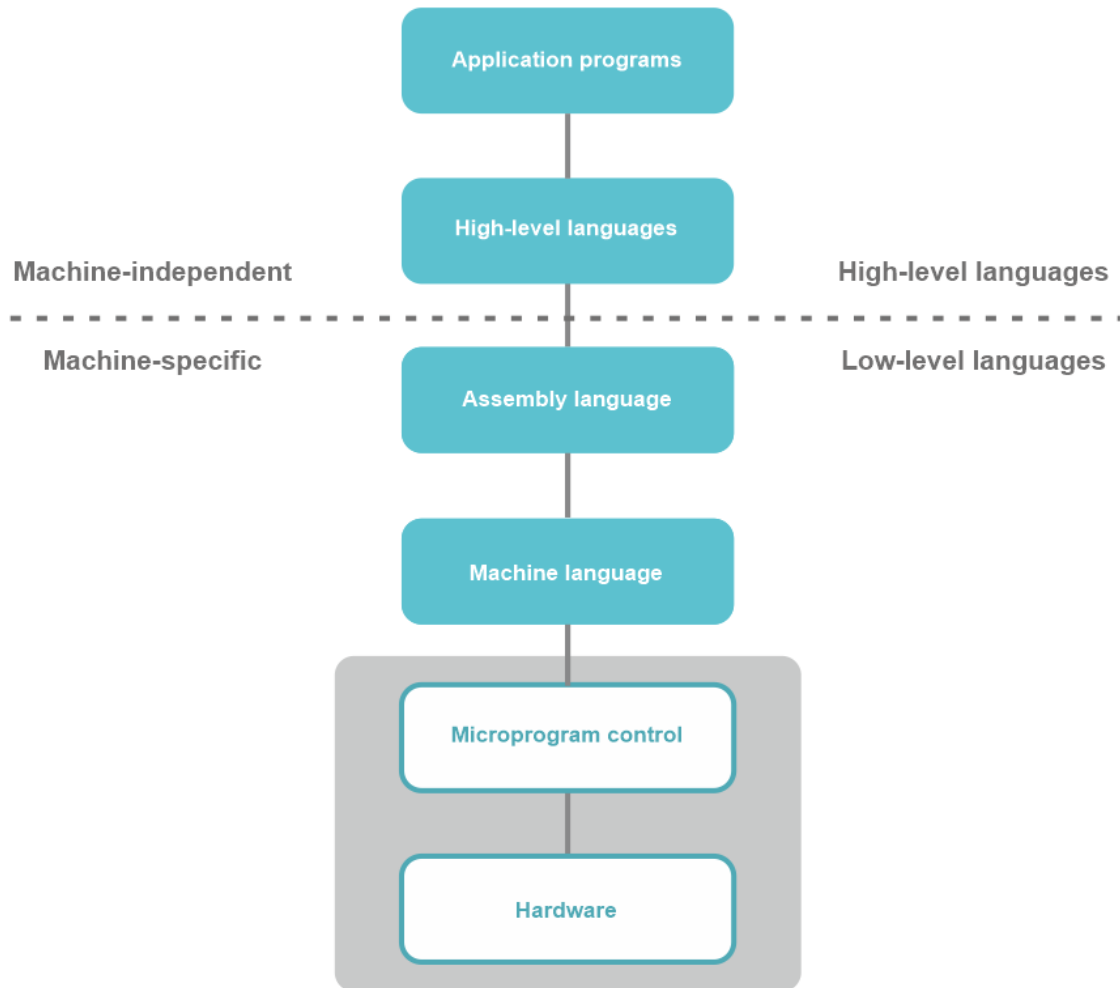 Application programs
High-level languages
Machine-independent
High-level languages
Machine-specific
Low-level languages
Assembly language
Machine language
Microprogram control
Hardware